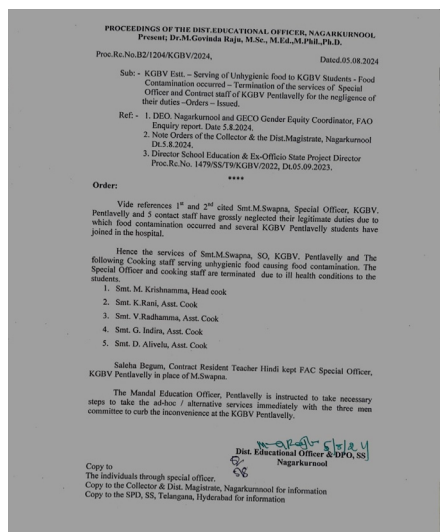 PROCEEDINGS OF THE DIST.EDUCATIONAL OFFICER, NAGARKURNOOL
Present; Dr.M.Govinda Raju, M.Sc., M.Ed.,M.Phil.,Ph.D.
Proc.Rc.No.B2/1204/KGBV/2024,
Dated.05.08.2024
Sub: - KGBV Estt. – Serving of Unhygienic food to KGBV Students - Food
Contamination occurred – Termination of the services of Special
Officer and Contract staff of KGBV Pentlavelly for the negligence of
their duties –Orders – Issued.
Ref: - 1. DEO. Nagarkurnool and GECO Gender Equity Coordinator, FAO
Enquiry report. Date 5.8.2024,
2. Note Orders of the Collector & the Dist.Magistrate, Nagarkurnool
Dt.5.8.2024.
3. Director School Education & Ex-Officio State Project Director
Proc.Rc.No. 1479/SS/T9/KGBV/2022, Dt.05.09.2023.
****
Order:
Vide references 1st and 2nd cited Smt.M.Swapna, Special Officer, KGBV,
Pentlavelly and 5 contact staff have grossly neglected their legitimate duties due to
which food contamination occurred and several KGBV Pentlavelly students have
joined in the hospital.
Hence the services of Smt.M.Swapna, SO, KGBV, Pentlavelly and The
following Cooking staff serving unhygienic food causing food contamination. The
Special Officer and cooking staff are terminated due to ill health conditions to the
students.
1. Smt. M. Krishnamma, Head cook
2. Smt. K.Rani, Asst. Cook
3. Smt. V.Radhamma, Asst. Cook
4. Smt. G. Indira, Asst. Cook
5. Smt. D. Alivelu, Asst. Cook
Saleha Begum, Contract Resident Teacher Hindi kept FAC Special Officer,
KGBV Pentlavelly in place of M.Swapna.
The Mandal Education Officer, Pentlavelly is instructed to take necessary
steps to take the ad-hoc / alternative services immediately with the three men
committee to curb the inconvenience at the KGBV Pentlavelly.
5/8/24
Dist. Educational Officer & DPO, SS
Nagarkurnool
Copy to
The individuals through special officer.
Copy to the Collector & Dist. Magistrate, Nagarkurnnool for information
Copy to the SPD, SS, Telangana, Hyderabad for information